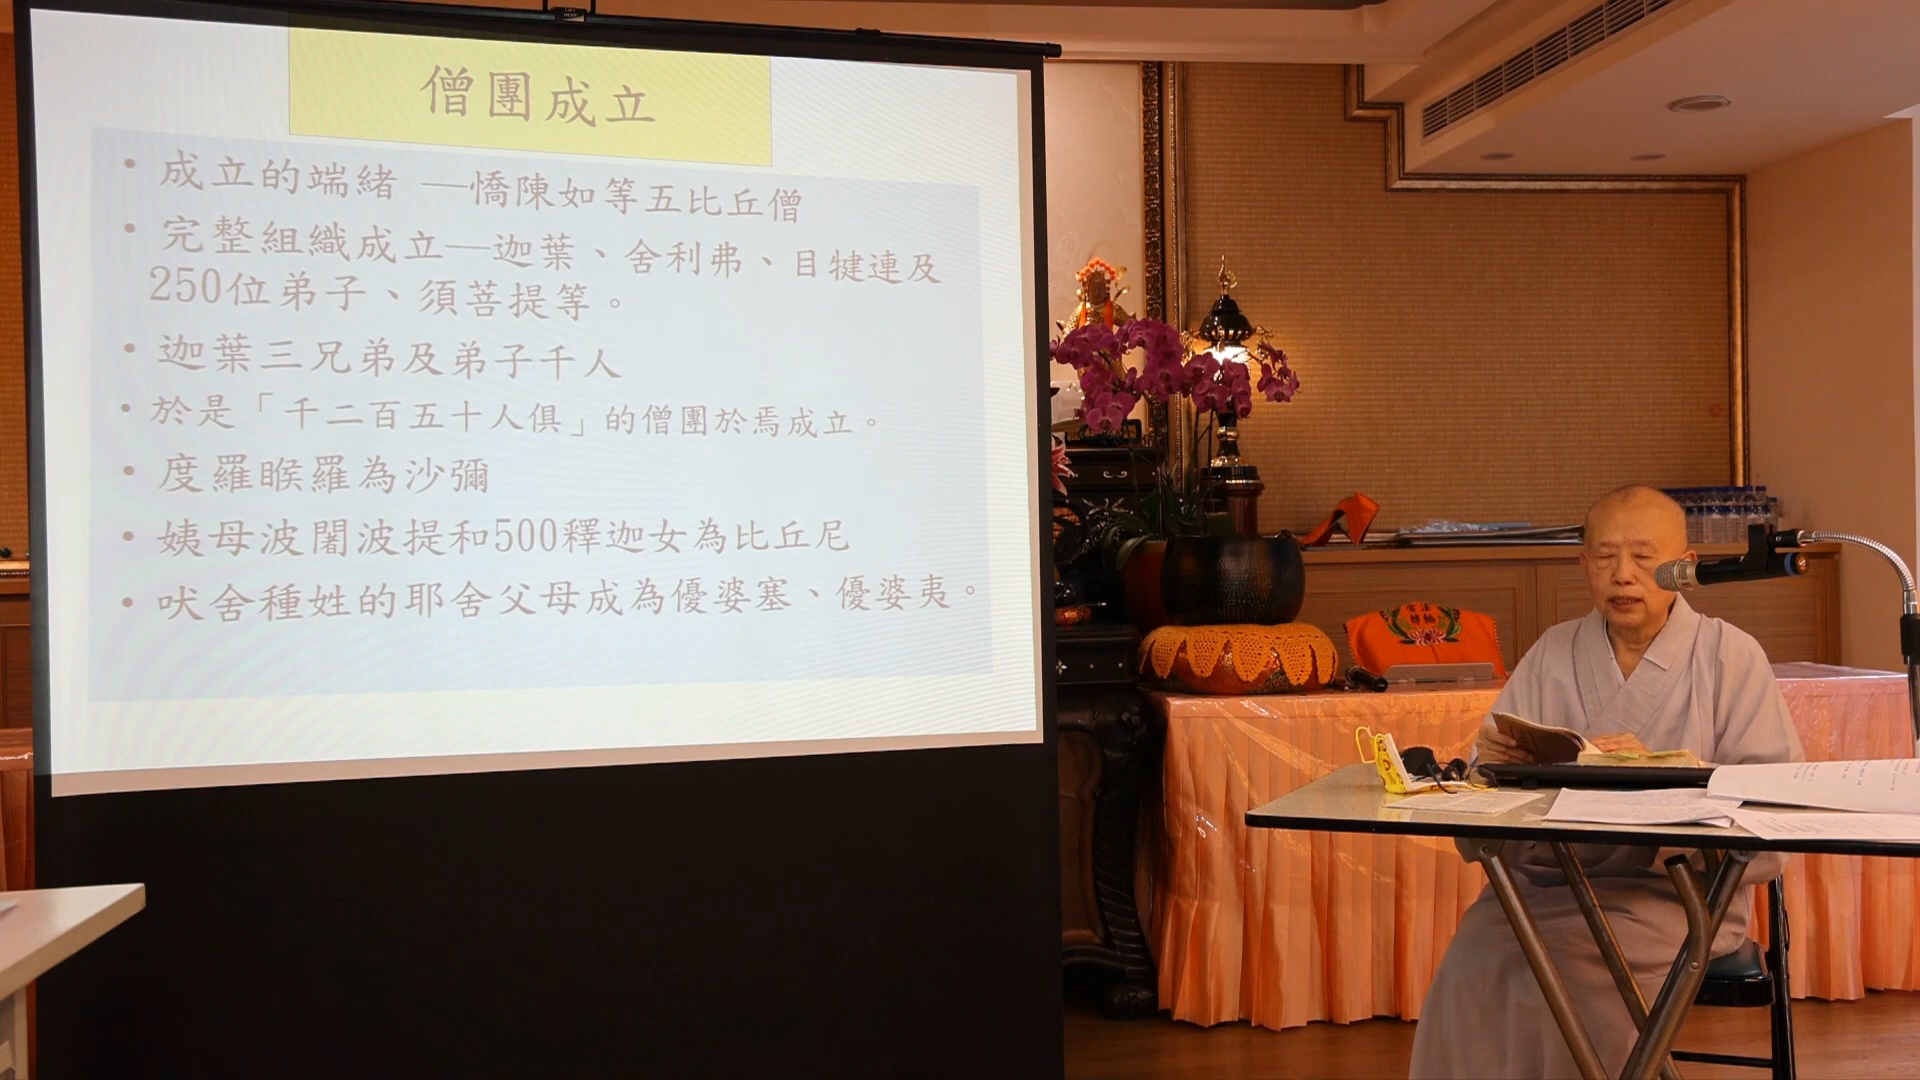 僧團成立
• 成立的端緒 —憍陳如等五比丘僧
• 完整組織成立—迦葉、舍利弗、目犍連及
250位弟子、須菩提等。
• 迦葉三兄弟及弟子千人
• 於是「千二百五十人俱」的僧團於焉成立。
• 度羅睺羅為沙彌
• 姨母波闍波提和500釋迦女為比丘尼
• 吠舍種姓的耶舍父母成為優婆塞、優婆夷。